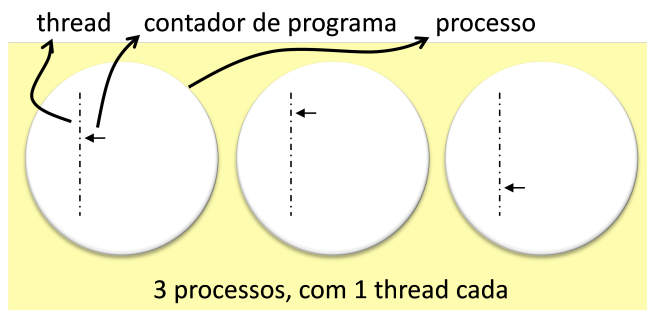 thread contador de programa processo
3 processos, com 1 thread cada